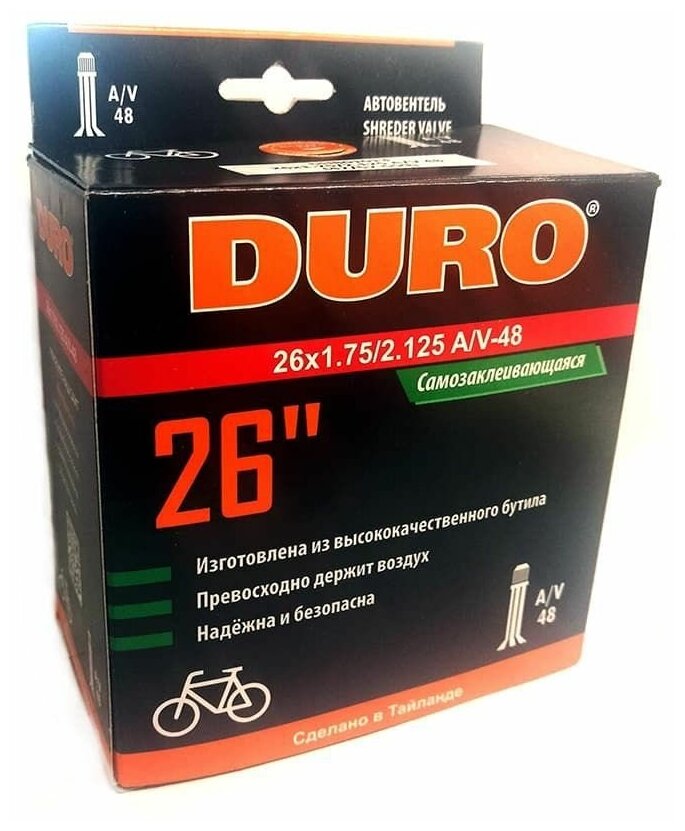 A/V
48
АВТОВЕНТЕЛЬ
SHREDER VALVE
DURO®
26x1.75/2.125 A/V-48
Самозаклеивающаяся
26"
Изготовлена из высококачественного бутила
Превосходно держит воздух
Надёжна и безопасна
A/V
48
Сделано в Тайланде